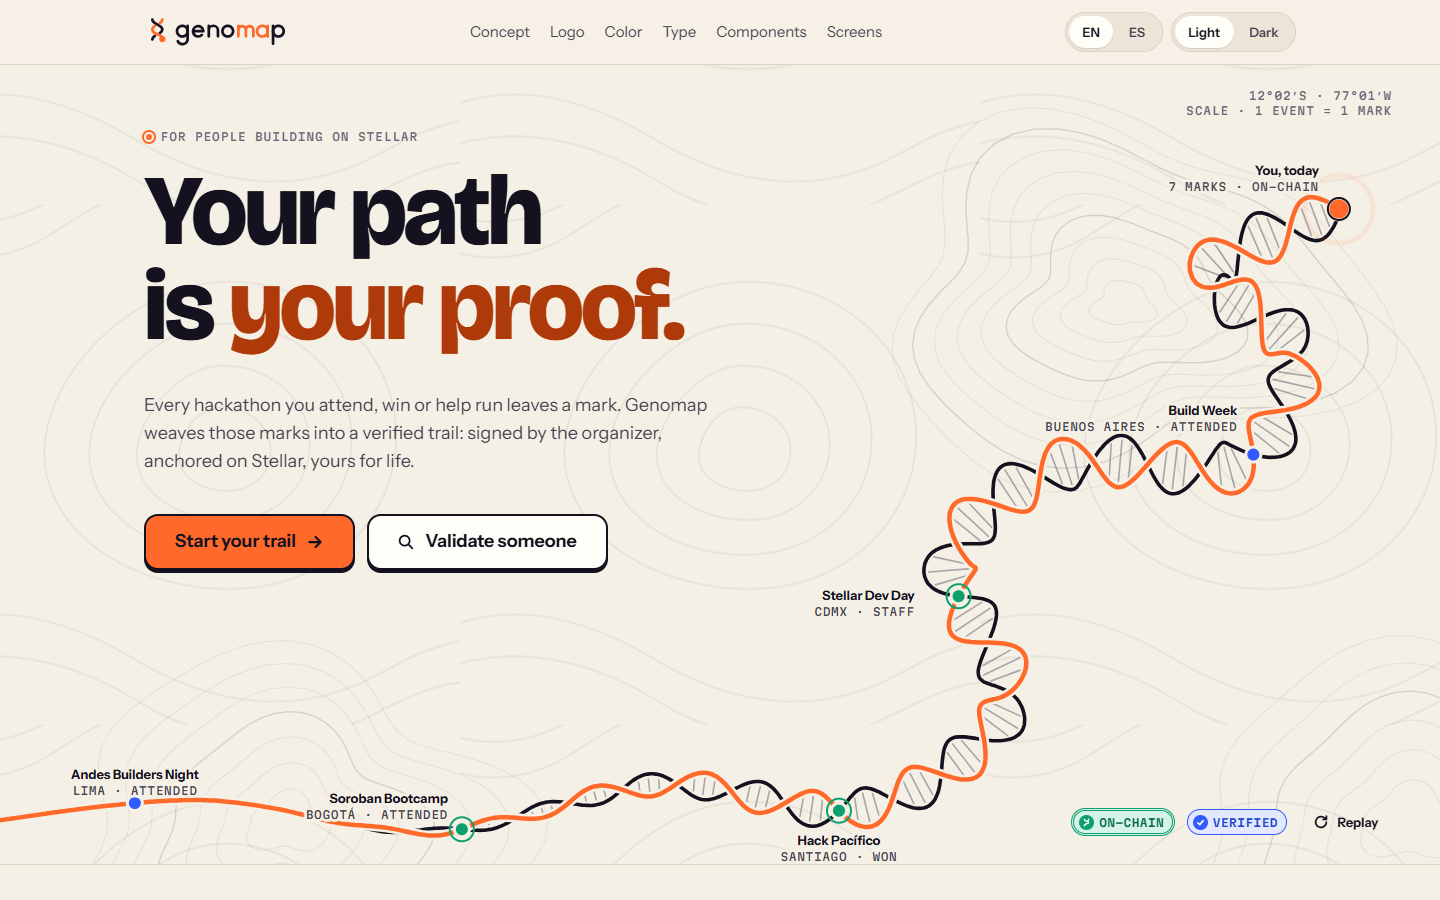 genomap
Concept Logo Color Type Components Screens
EN ES
Light Dark
12°02′S · 77°01′W
SCALE · 1 EVENT = 1 MARK
FOR PEOPLE BUILDING ON STELLAR
Your path
is your proof.
Every hackathon you attend, win or help run leaves a mark. Genomap
weaves those marks into a verified trail: signed by the organizer,
anchored on Stellar, yours for life.
Start your trail →
Validate someone
You, today
7 MARKS · ON-CHAIN
Build Week
BUENOS AIRES · ATTENDED
Stellar Dev Day
CDMX · STAFF
Andes Builders Night
LIMA · ATTENDED
Soroban Bootcamp
BOGOTÁ · ATTENDED
Hack Pacífico
SANTIAGO · WON
ON-CHAIN
VERIFIED
Replay